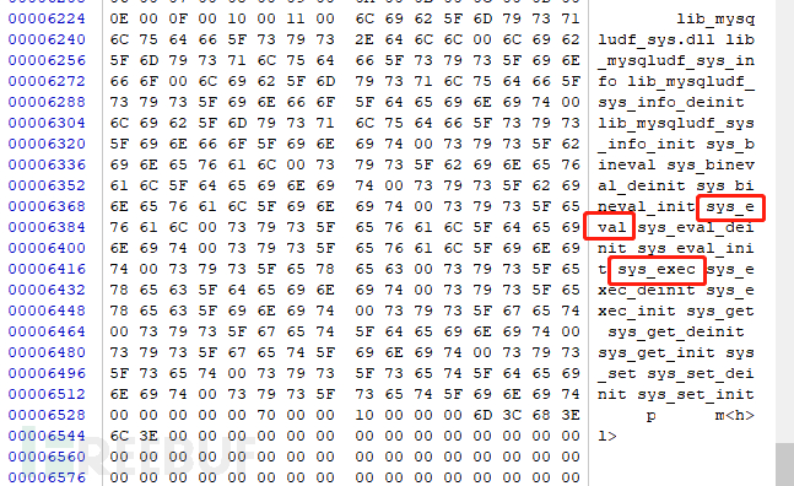 00006224 0E 00 0F 00 10 00 11 00 6C 69 62 5F 6D 79 73 71 lib_mysq
00006240 6C 75 64 66 5F 73 79 73 2E 64 6C 6C 00 6C 69 62 ludf_sys.dll lib
00006256 5F 6D 79 73 71 6C 75 64 66 5F 73 79 73 5F 69 6E _mysqludf_sys_in
00006272 66 6F 00 6C 69 62 5F 6D 79 73 71 6C 75 64 66 5F fo lib_mysqludf_
00006288 73 79 73 5F 69 6E 66 6F 5F 64 65 69 6E 69 74 00 sys_info_deinit
00006304 6C 69 62 5F 6D 79 73 71 6C 75 64 66 5F 73 79 73 lib_mysqludf_sys
00006320 5F 69 6E 66 6F 5F 69 6E 69 74 00 73 79 73 5F 62 _info_init sys_b
00006336 69 6E 65 76 61 6C 00 73 79 73 5F 62 69 6E 65 76 ineval sys_binev
00006352 61 6C 5F 64 65 69 6E 69 74 00 73 79 73 5F 62 69 al_deinit sys_bi
00006368 6E 65 76 61 6C 5F 69 6E 69 74 00 73 79 73 5F 65 neval_init sys_e
00006384 76 61 6C 00 73 79 73 5F 65 76 61 6C 5F 64 65 69 val sys_eval_dei
00006400 6E 69 74 00 73 79 73 5F 65 76 61 6C 5F 69 6E 69 nit sys_eval_ini
00006416 74 00 73 79 73 5F 65 78 65 63 00 73 79 73 5F 65 t sys_exec sys_e
00006432 78 65 63 5F 64 65 69 6E 69 74 00 73 79 73 5F 65 xec_deinit sys_e
00006448 78 65 63 5F 69 6E 69 74 00 73 79 73 5F 67 65 74 xec_init sys_get
00006464 00 73 79 73 5F 67 65 74 5F 64 65 69 6E 69 74 00 sys_get_deinit
00006480 73 79 73 5F 67 65 74 5F 69 6E 69 74 00 73 79 73 sys_get_init sys
00006496 5F 73 65 74 00 73 79 73 5F 73 65 74 5F 64 65 69 _set sys_set_dei
00006512 6E 69 74 00 73 79 73 5F 73 65 74 5F 69 6E 69 74 nit sys_set_init
00006528 00 00 00 00 00 70 00 00 10 00 00 00 6D 3C 68 3E p m<h>
00006544 6C 3E 00 00 00 00 00 00 00 00 00 00 00 00 00 00 l>
00006560 00 00 00 00 00 00 00 00 00 00 00 00 00 00 00 00
00006576 00 00 00 00 00 00 00 00 00 00 00 00 00 00 00 00
REEBUF